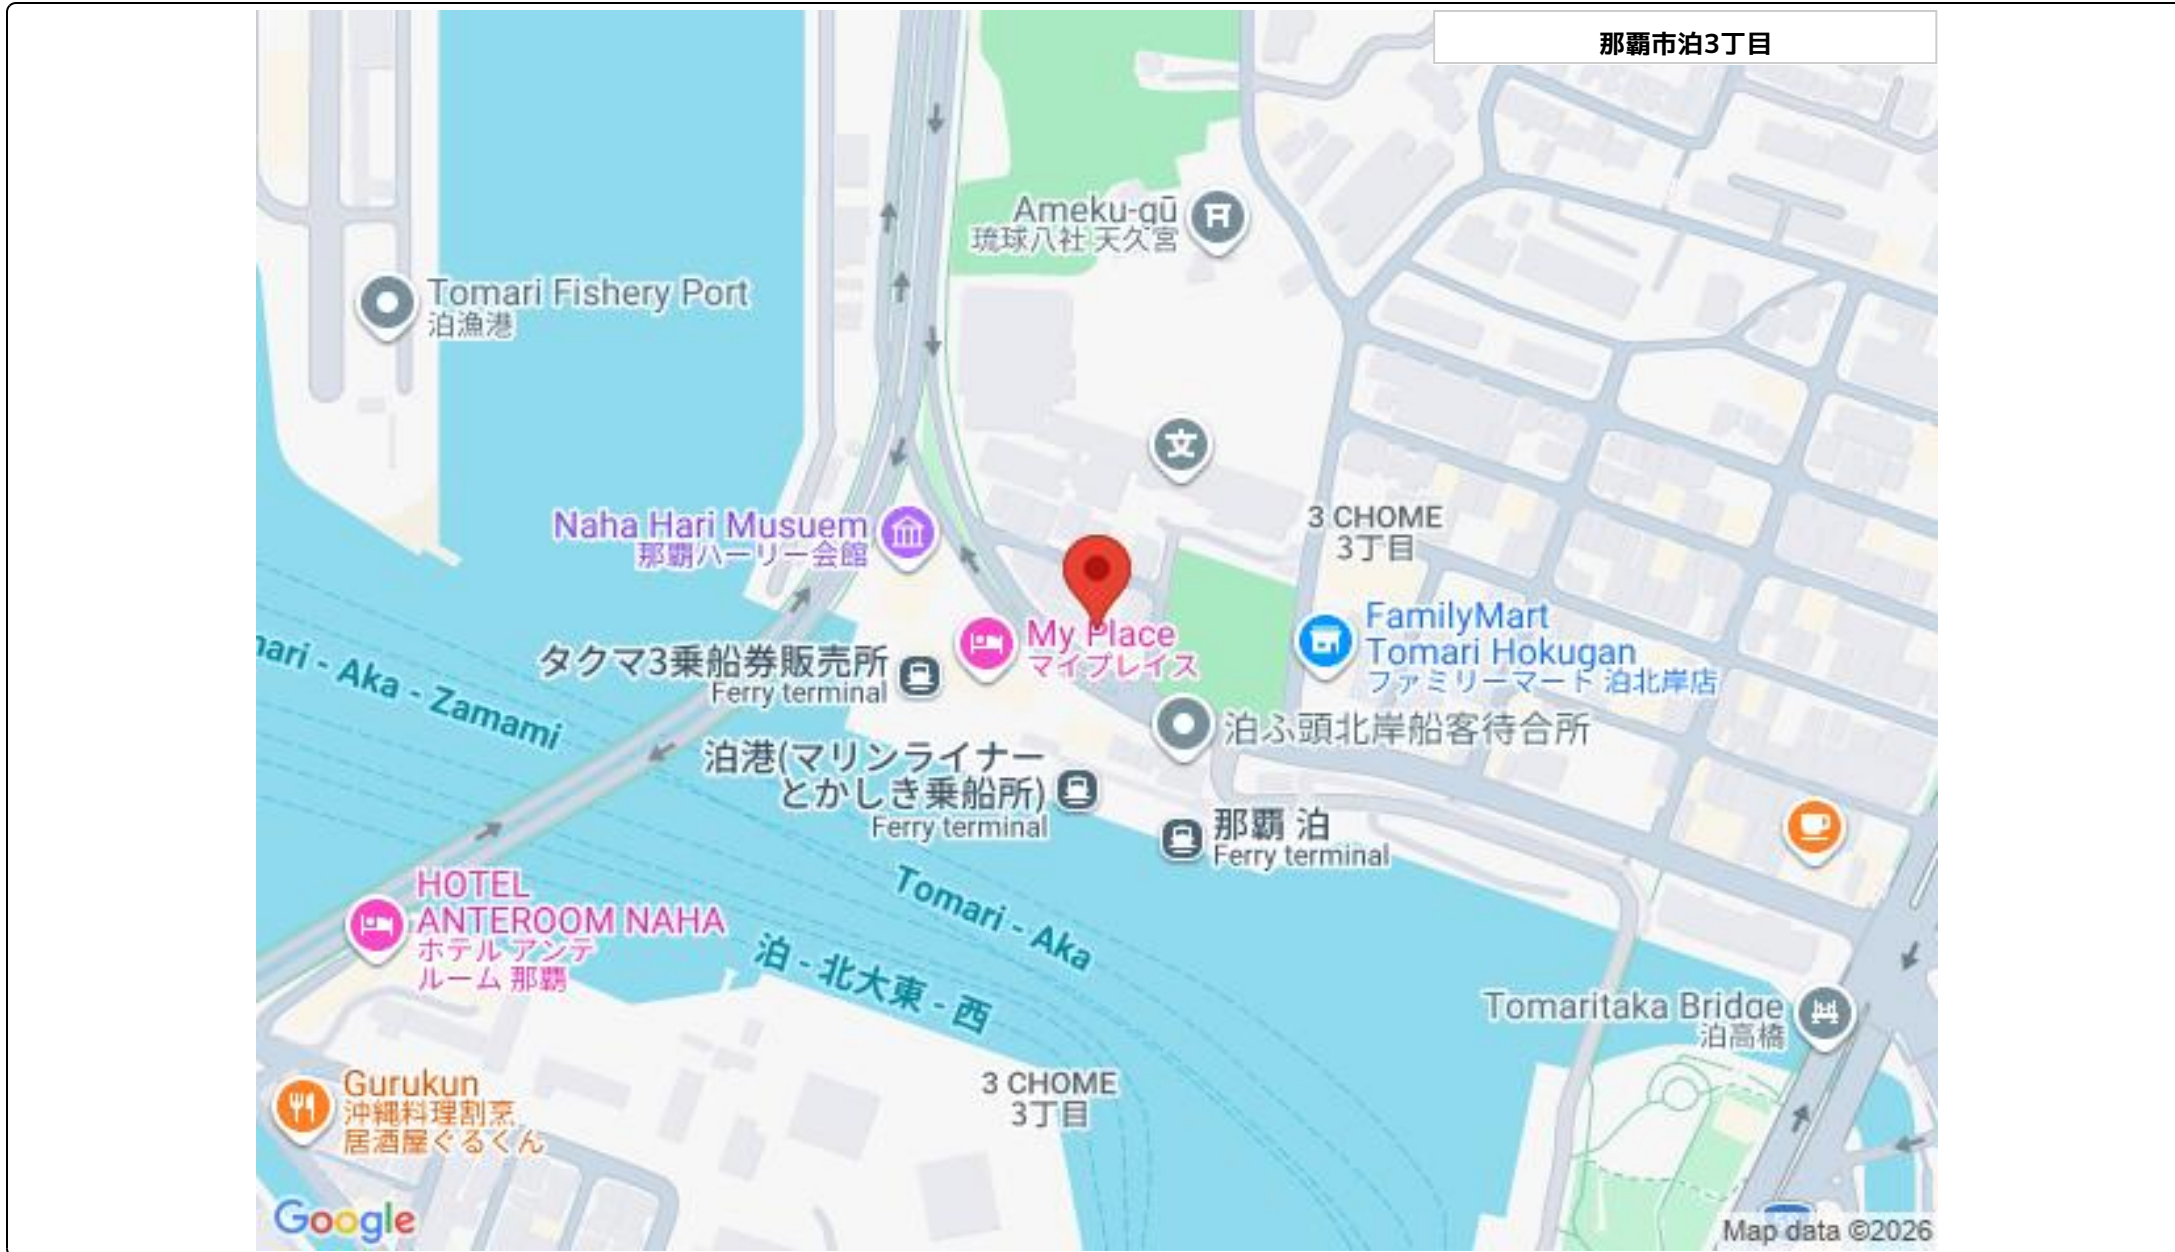 那覇市泊3丁目
Ameku-gū
琉球八社 天久宮
Tomari Fishery Port
泊漁港
文
Naha Hari Musuem
那覇ハーリー会館
3 CHOME
3丁目
FamilyMart
Tomari Hokugan
ファミリーマート 泊北岸店
My Place
マイプレイス
タクマ3乗船券販売所
Ferry terminal
mari - Aka - Zamami
泊ふ頭北岸船客待合所
泊港(マリンライナー
とかしき乗船所)
Ferry terminal
那覇 泊
Ferry terminal
HOTEL
ANTEROOM NAHA
ホテル アンテ
ルーム 那覇
Tomari - Aka
泊 - 北大東 - 西
Tomaritaka Bridge
泊高橋
Gurukun
沖縄料理割烹
居酒屋ぐるくん
3 CHOME
3丁目
Google
Map data ©2026